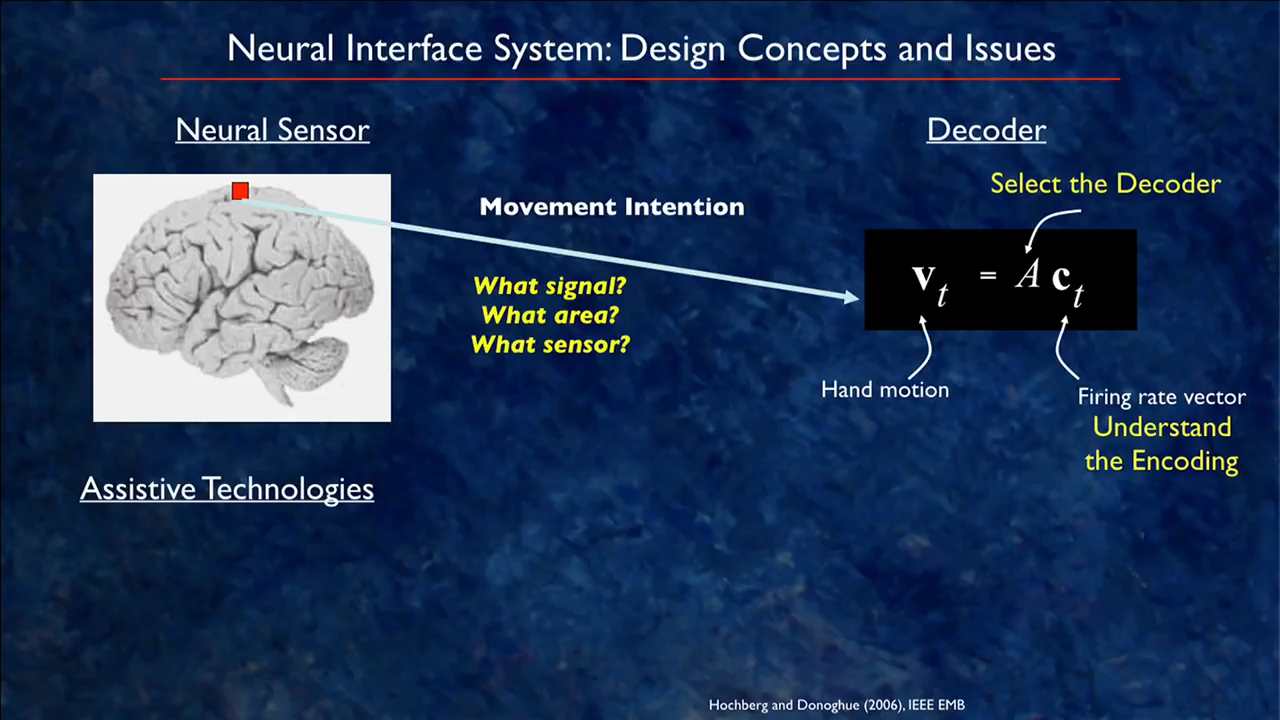 Neural Interface System: Design Concepts and Issues
Neural Sensor
Decoder
Select the Decoder
Movement Intention
v_t = A c_t
What signal?
What area?
What sensor?
Hand motion
Firing rate vector
Understand
the Encoding
Assistive Technologies
Hochberg and Donoghue (2006), IEEE EMB